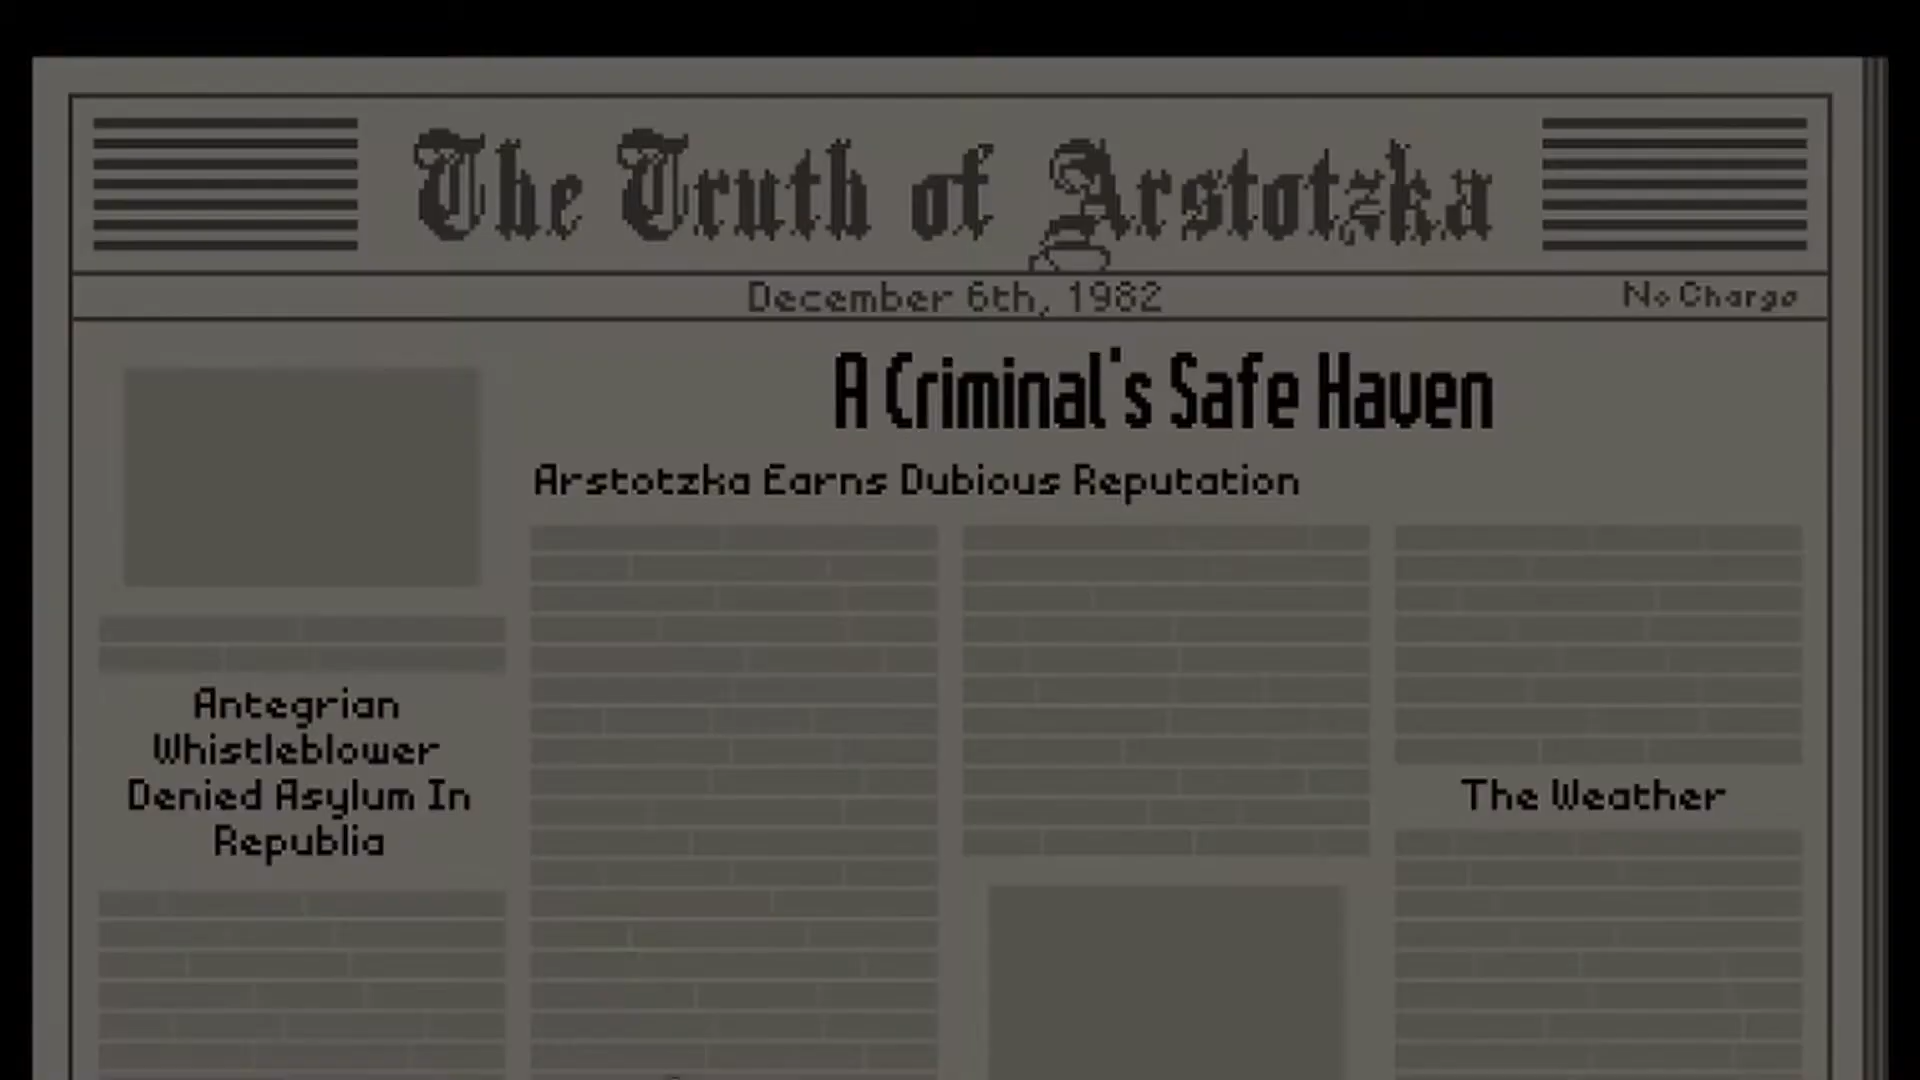 The Truth of Arstotzka
December 6th, 1982
No Charge
A Criminal's Safe Haven
Arstotzka Earns Dubious Reputation
Antegrian
Whistleblower
Denied Asylum In
Republia
The Weather